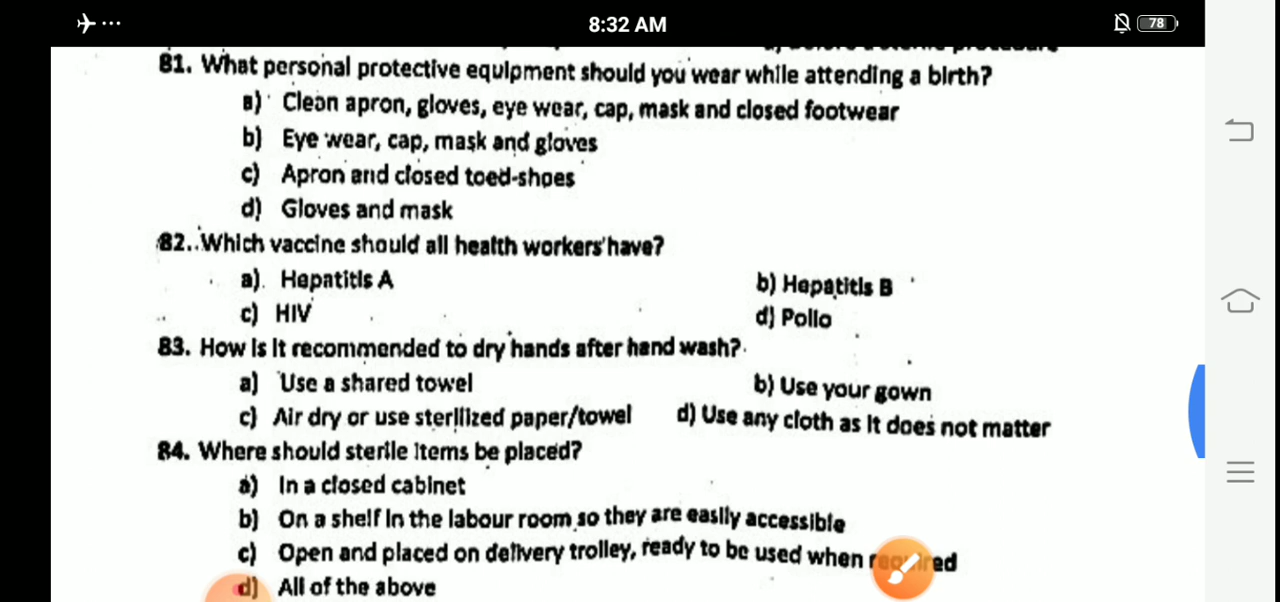 8:32 AM
78
81. What personal protective equipment should you wear while attending a birth?
a) Clean apron, gloves, eye wear, cap, mask and closed footwear
b) Eye wear, cap, mask and gloves
c) Apron and closed toed-shoes
d) Gloves and mask
82. Which vaccine should all health workers have?
a) Hepatitis A b) Hepatitis B
c) HIV d) Polio
83. How is it recommended to dry hands after hand wash?
a) Use a shared towel b) Use your gown
c) Air dry or use sterilized paper/towel d) Use any cloth as it does not matter
84. Where should sterile items be placed?
a) In a closed cabinet
b) On a shelf in the labour room so they are easily accessible
c) Open and placed on delivery trolley, ready to be used when required
d) All of the above